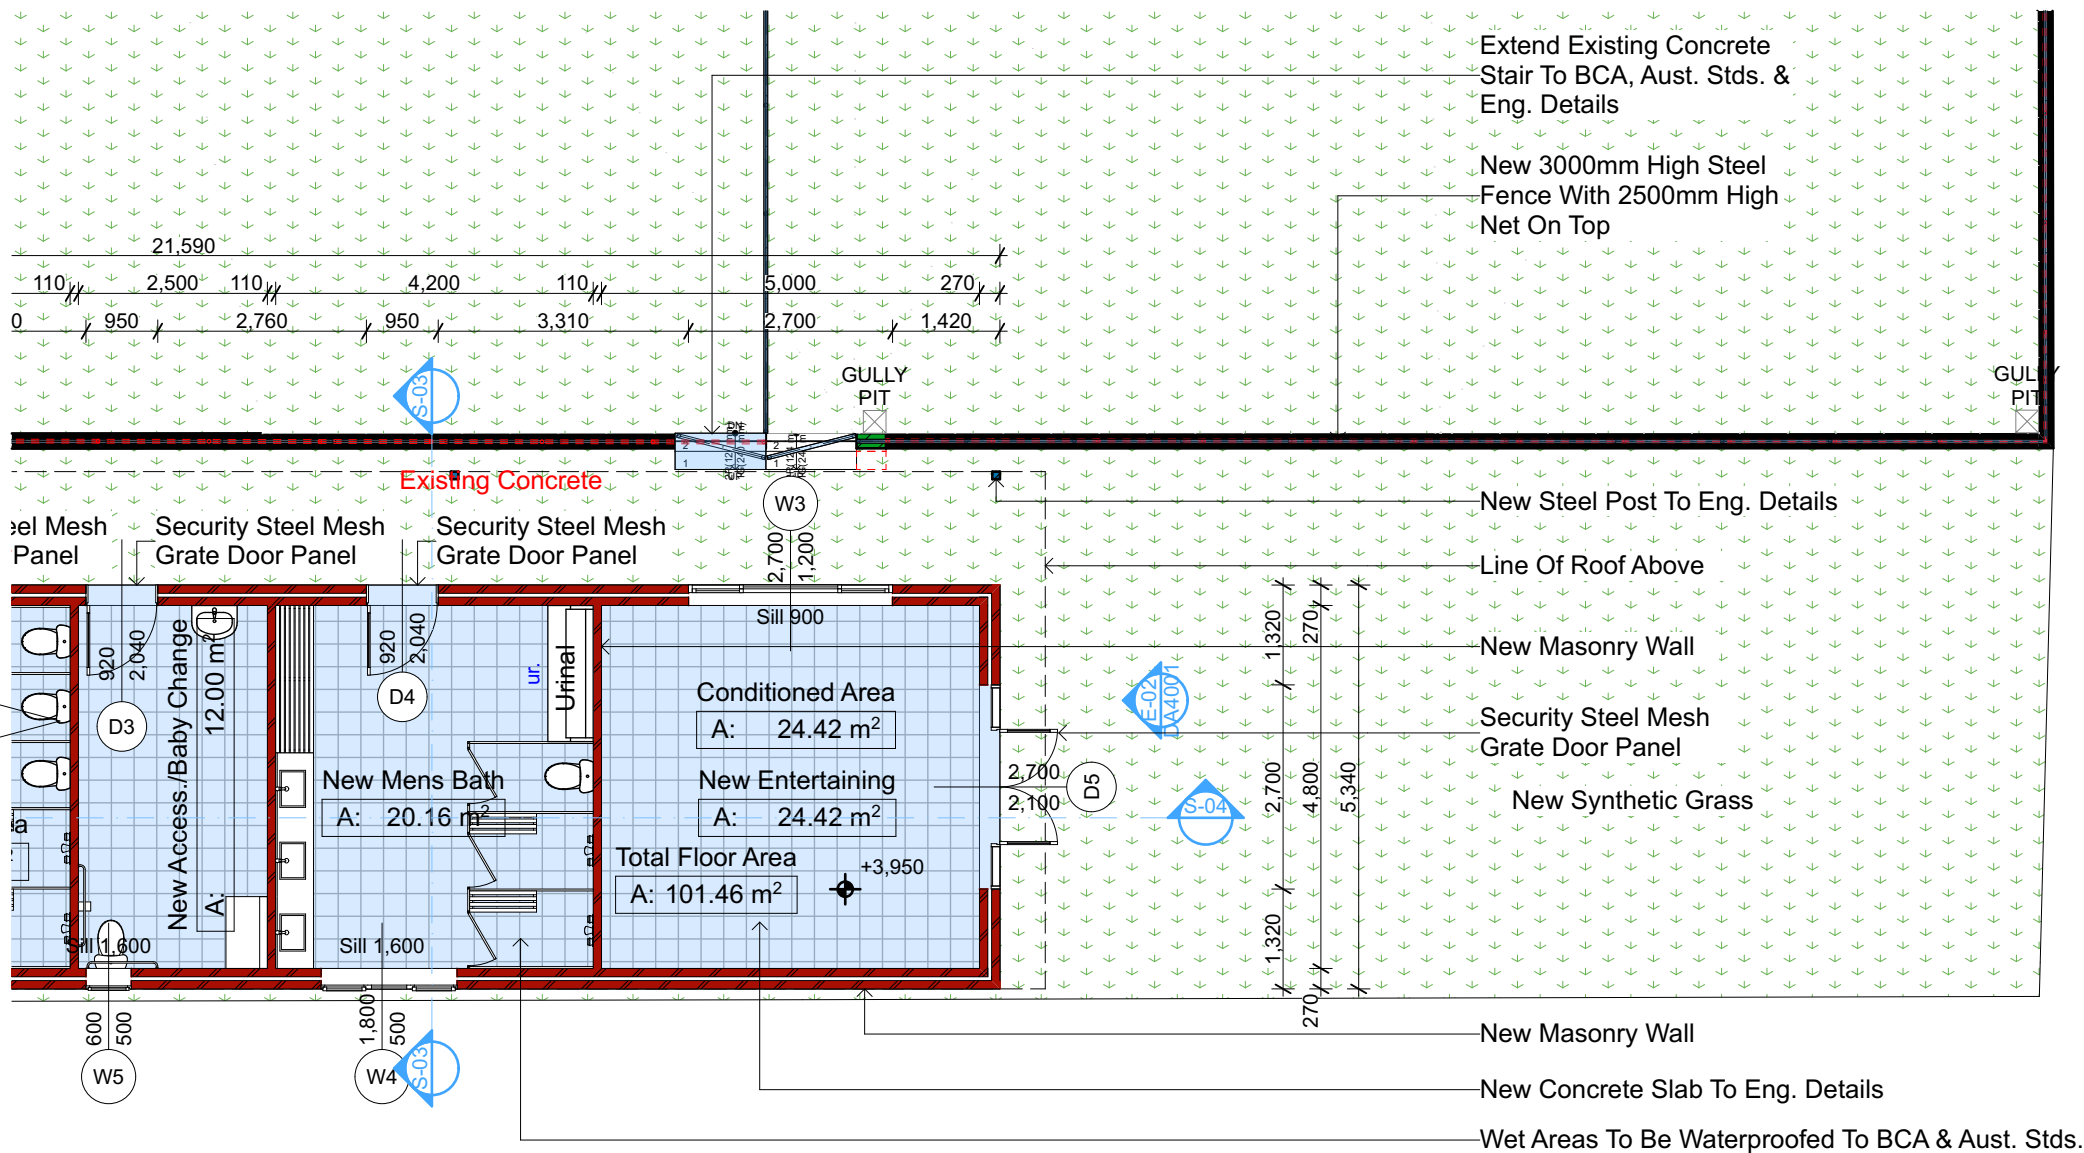 Extend Existing Concrete
Stair To BCA, Aust. Stds. &
Eng. Details
New 3000mm High Steel
Fence With 2500mm High
Net On Top
21,590
110 2,500 110 4,200 110 5,000 270
0 950 2,760 950 3,310 2,700 1,420
S-03
GULLY
PIT
GULLY
PIT
2 2
1 1
Existing Concrete
W3
2,700
1,200
New Steel Post To Eng. Details
eel Mesh
Panel
Security Steel Mesh
Grate Door Panel
Security Steel Mesh
Grate Door Panel
Line Of Roof Above
Sill 900
920
2,040
D3
New Access./Baby Change
A: 12.00 m²
920
2,040
D4
ur.
Urinal
New Masonry Wall
Conditioned Area
A: 24.42 m²
New Entertaining
A: 24.42 m²
Total Floor Area
A: 101.46 m²
+3,950
New Mens Bath
A: 20.16 m²
a
Sill 1,600
Sill 1,600
E-02
DA4001
Security Steel Mesh
Grate Door Panel
2,700
2,100
D5
S-04
New Synthetic Grass
1,320
2,700
1,320
270
4,800
270
5,340
600
500
W5
1,800
500
W4
S-03
New Masonry Wall
New Concrete Slab To Eng. Details
Wet Areas To Be Waterproofed To BCA & Aust. Stds.